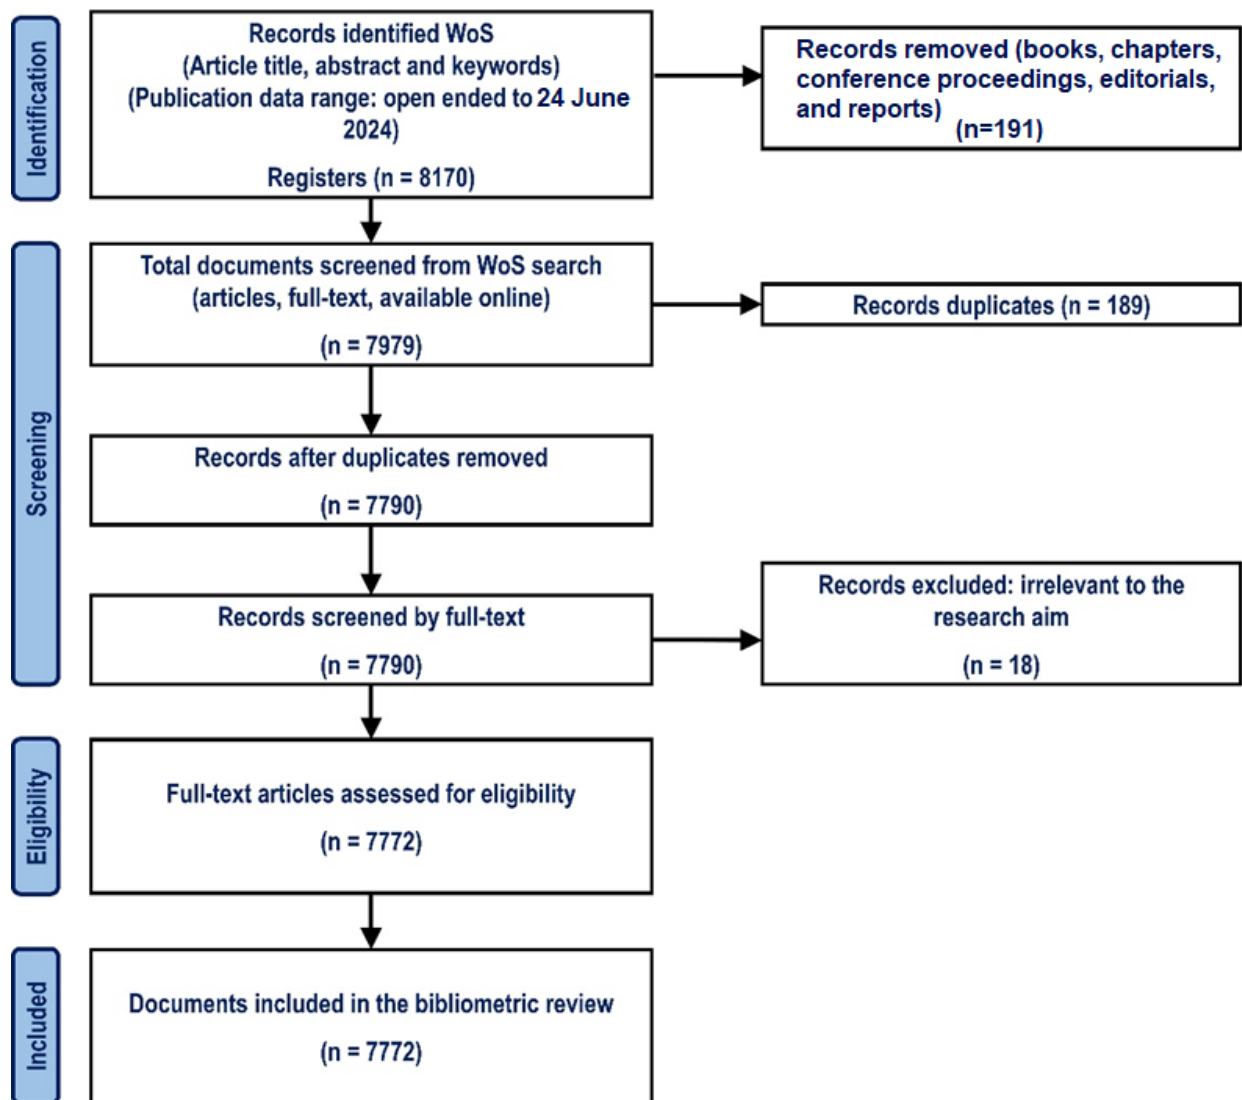 Identification
Records identified WoS
(Article title, abstract and keywords)
(Publication data range: open ended to 24 June
2024)
Registers (n = 8170)
Records removed (books, chapters,
conference proceedings, editorials,
and reports)
(n=191)
Screening
Total documents screened from WoS search
(articles, full-text, available online)
(n = 7979)
Records duplicates (n = 189)
Records after duplicates removed
(n = 7790)
Records screened by full-text
(n = 7790)
Records excluded: irrelevant to the
research aim
(n = 18)
Eligibility
Full-text articles assessed for eligibility
(n = 7772)
Included
Documents included in the bibliometric review
(n = 7772)